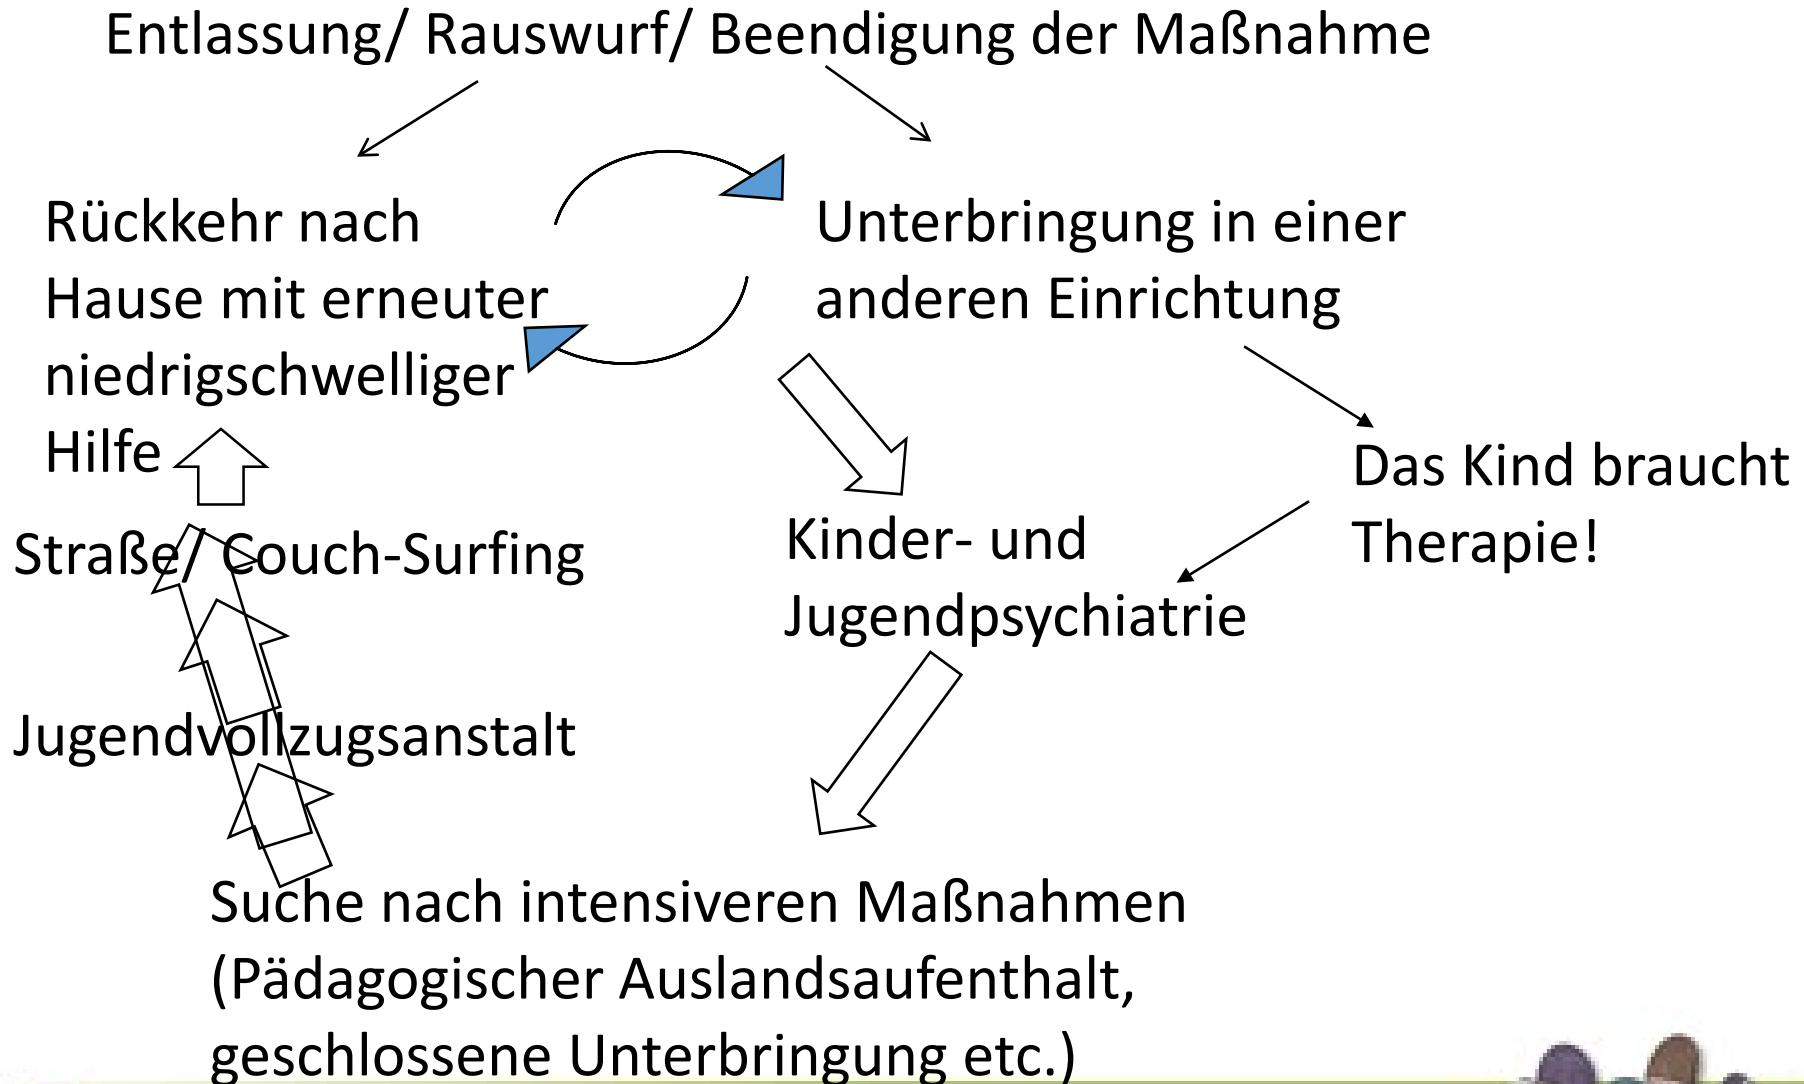 Entlassung/ Rauswurf/ Beendigung der Maßnahme
Rückkehr nach
Hause mit erneuter
niedrigschwelliger
Hilfe
Unterbringung in einer
anderen Einrichtung
Das Kind braucht
Therapie!
Straße/ Couch-Surfing
Kinder- und
Jugendpsychiatrie
Jugendvollzugsanstalt
Suche nach intensiveren Maßnahmen
(Pädagogischer Auslandsaufenthalt,
geschlossene Unterbringung etc.)